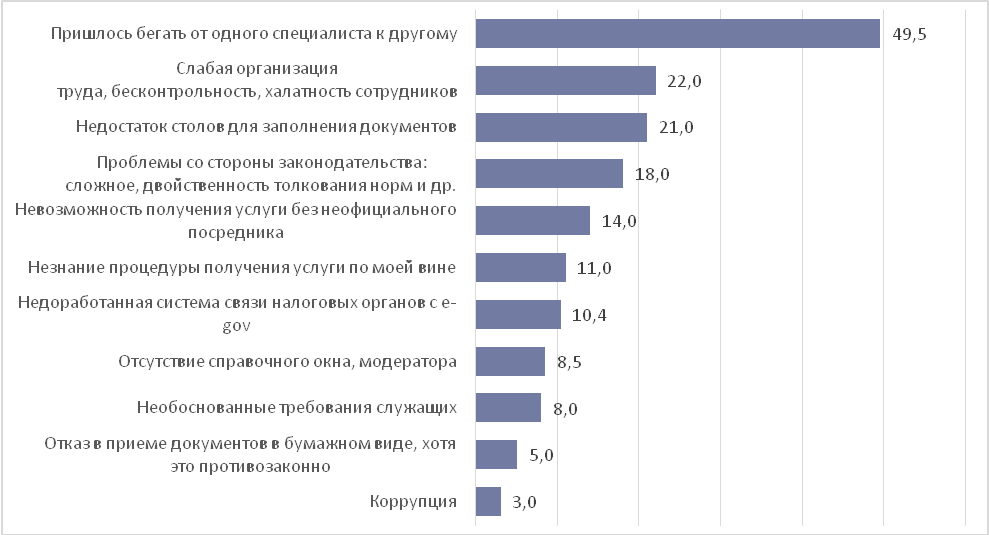 Пришлось бегать от одного специалиста к другому
49,5
Слабая организация
труда, бесконтрольность, халатность сотрудников
22,0
Недостаток столов для заполнения документов
21,0
Проблемы со стороны законодательства:
сложное, двойственность толкования норм и др.
18,0
Невозможность получения услуги без неофициального
посредника
14,0
Незнание процедуры получения услуги по моей вине
11,0
Недоработанная система связи налоговых органов с e-
gov
10,4
Отсутствие справочного окна, модератора
8,5
Необоснованные требования служащих
8,0
Отказ в приеме документов в бумажном виде, хотя
это противозаконно
5,0
Коррупция
3,0